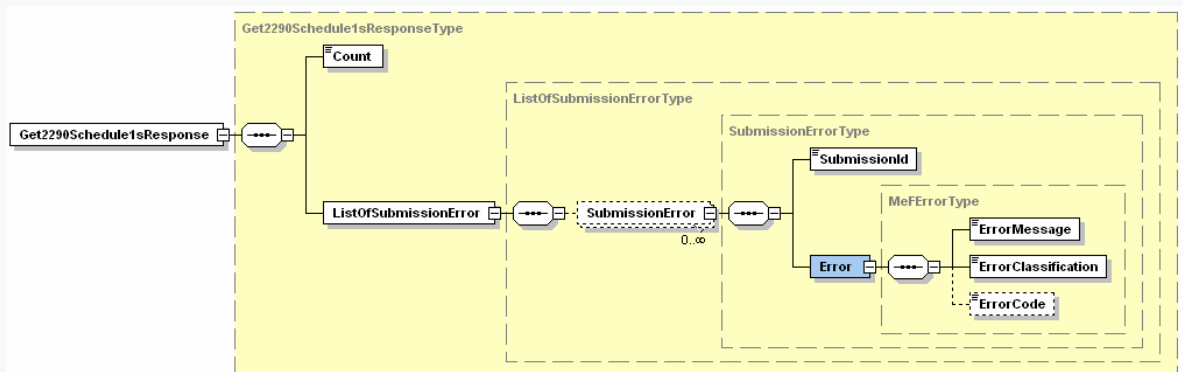 Get2290Schedule1sResponseType
Count
ListOfSubmissionErrorType
SubmissionErrorType
Get2290Schedule1sResponse
SubmissionId
MeFErrorType
ListOfSubmissionError
SubmissionError
0..∞
ErrorMessage
Error
ErrorClassification
ErrorCode